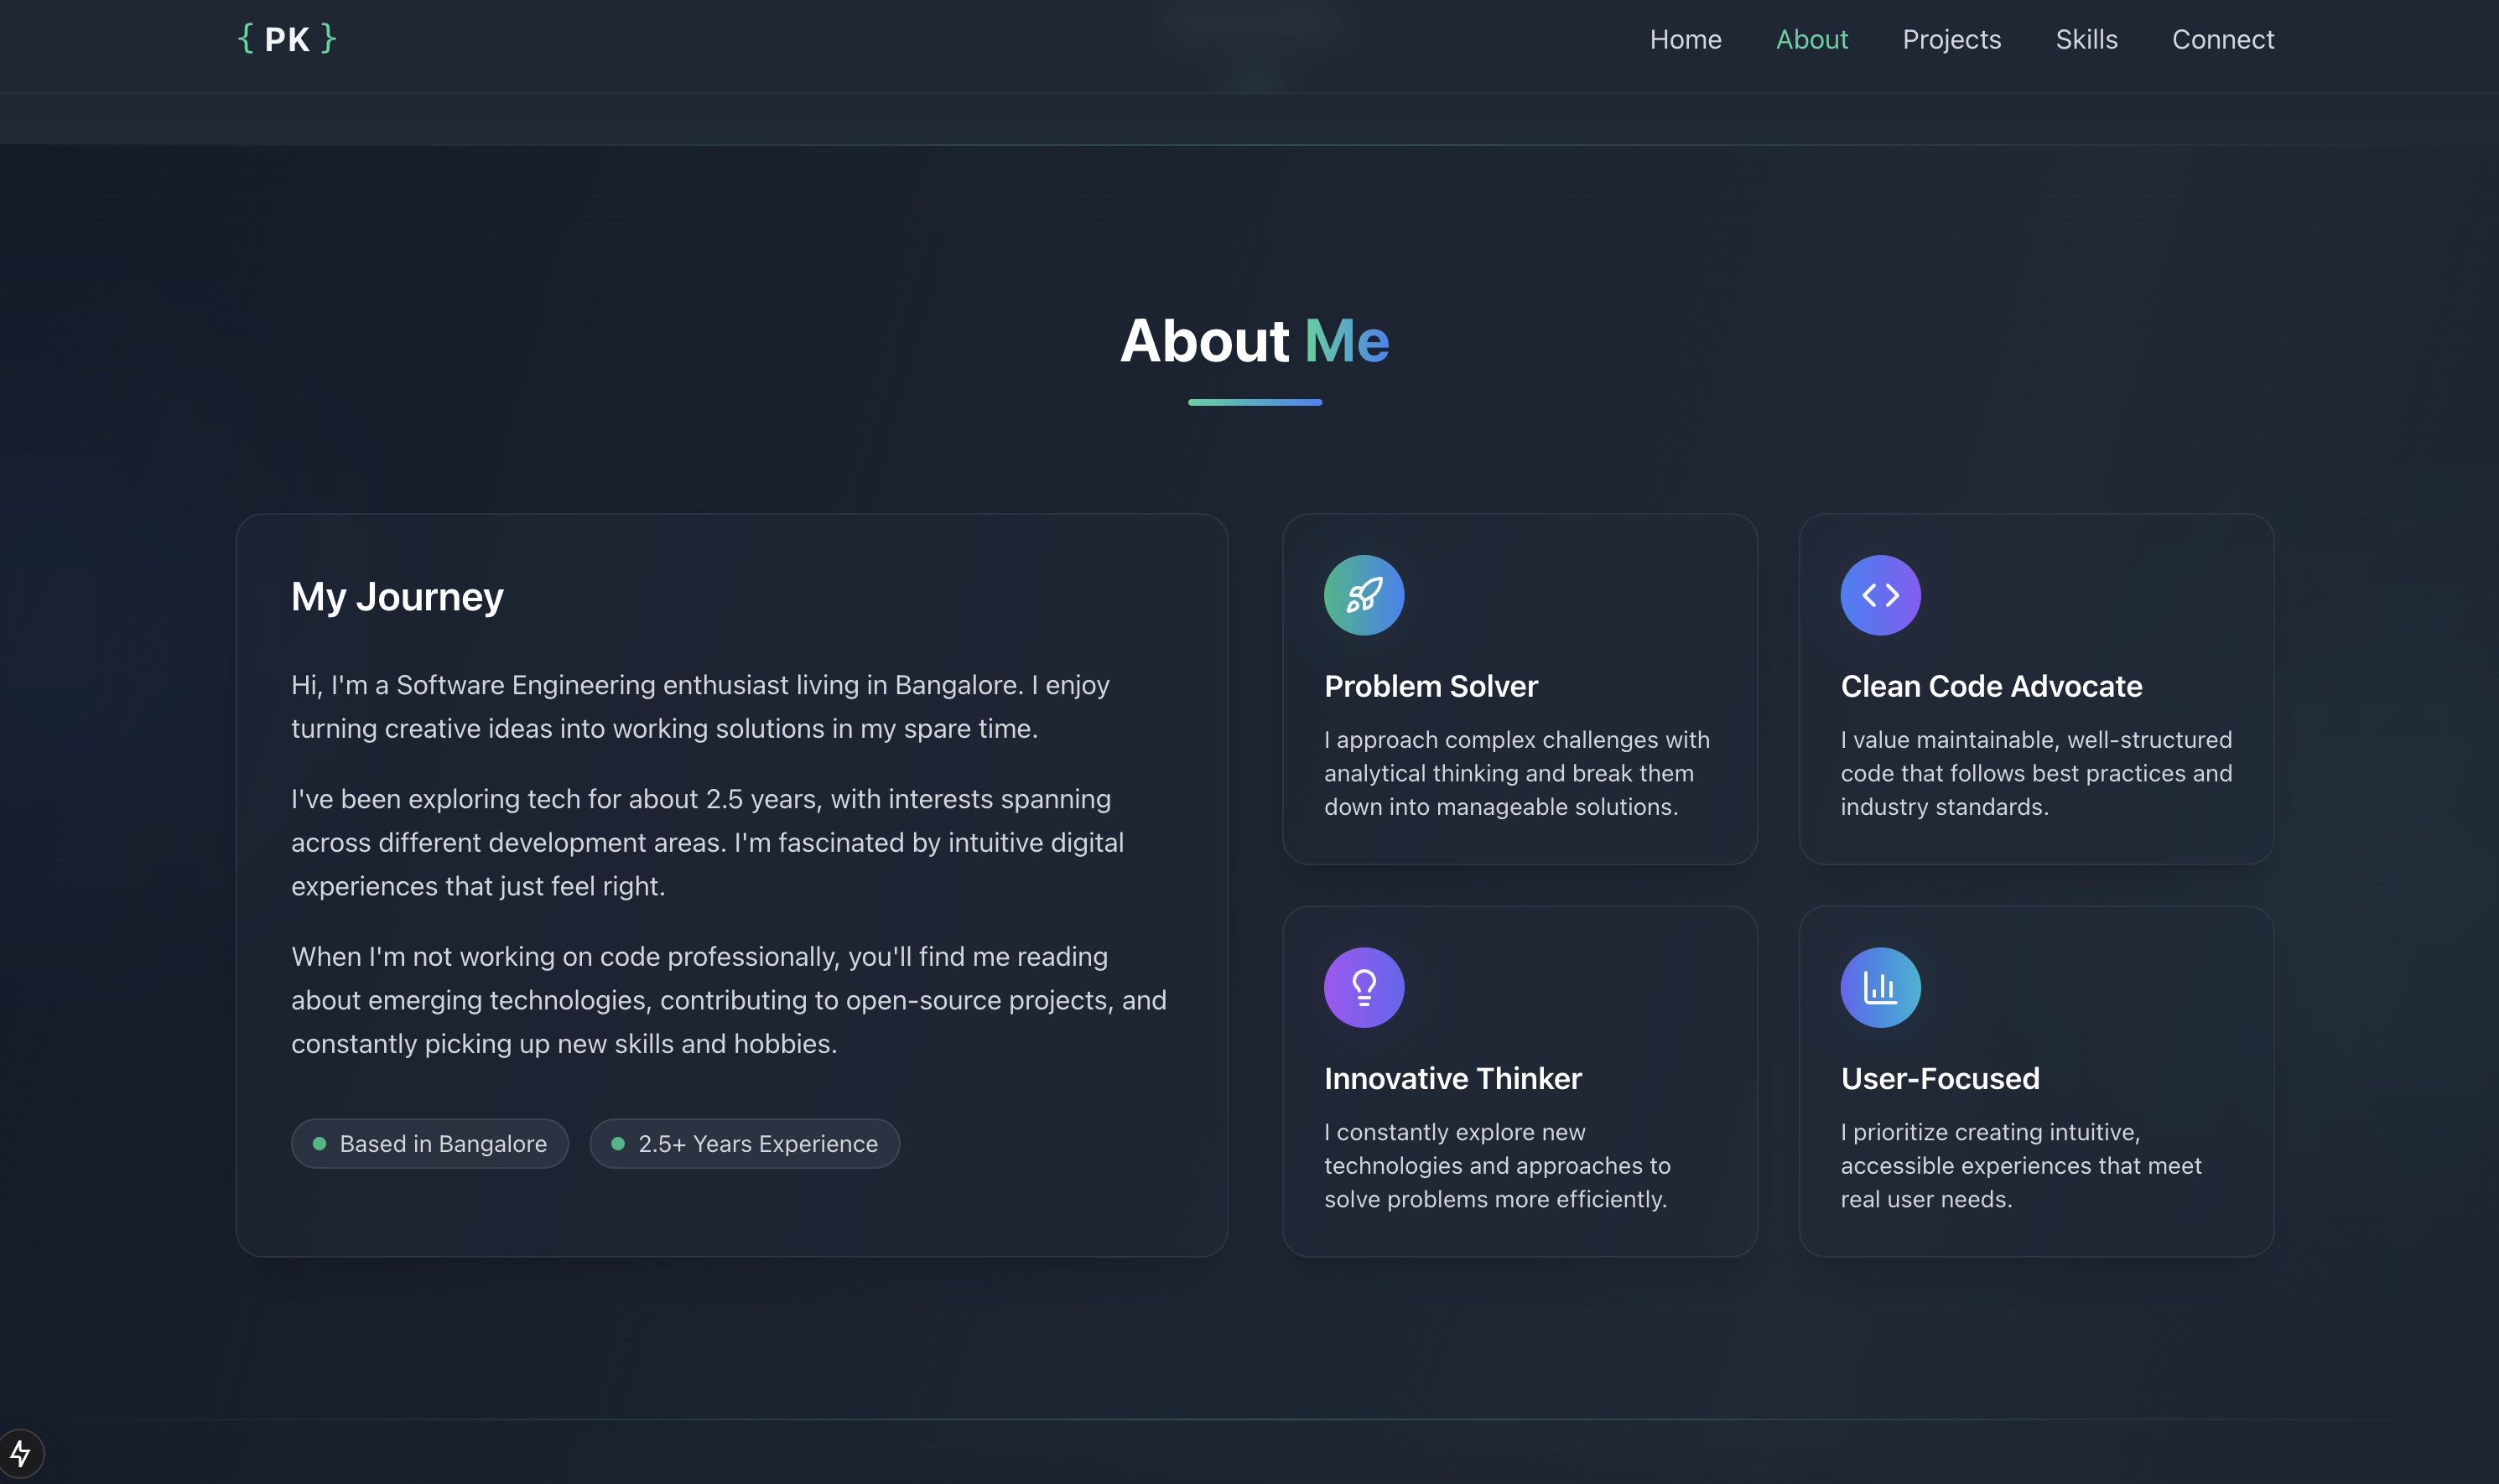 { PK }
Home About Projects Skills Connect
About Me
My Journey
Hi, I'm a Software Engineering enthusiast living in Bangalore. I enjoy
turning creative ideas into working solutions in my spare time.
I've been exploring tech for about 2.5 years, with interests spanning
across different development areas. I'm fascinated by intuitive digital
experiences that just feel right.
When I'm not working on code professionally, you'll find me reading
about emerging technologies, contributing to open-source projects, and
constantly picking up new skills and hobbies.
Based in Bangalore
2.5+ Years Experience
Problem Solver
I approach complex challenges with
analytical thinking and break them
down into manageable solutions.
Clean Code Advocate
I value maintainable, well-structured
code that follows best practices and
industry standards.
Innovative Thinker
I constantly explore new
technologies and approaches to
solve problems more efficiently.
User-Focused
I prioritize creating intuitive,
accessible experiences that meet
real user needs.